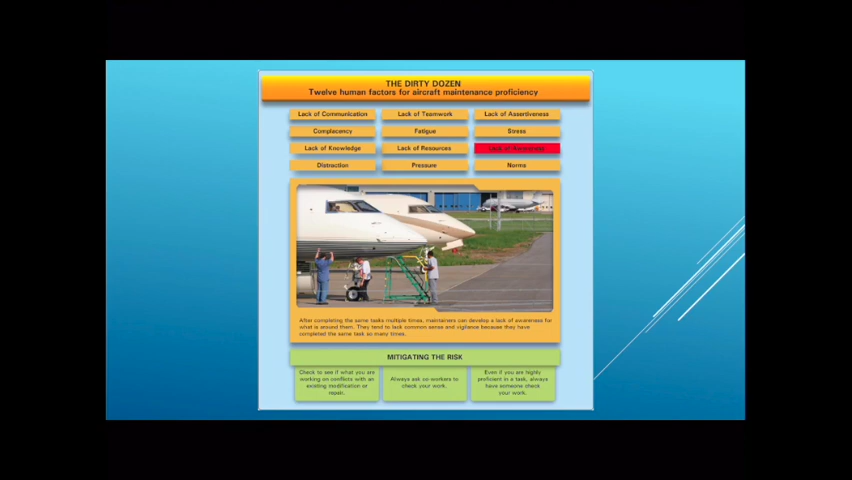 THE DIRTY DOZEN
Twelve human factors for aircraft maintenance proficiency
Lack of Communication
Lack of Teamwork
Lack of Assertiveness
Complacency
Fatigue
Stress
Lack of Knowledge
Lack of Resources
Lack of Awareness
Distraction
Pressure
Norms
After completing the same tasks multiple times, maintainers can develop a lack of awareness for
what is around them. They tend to lack common sense and vigilance because they have
completed the same task so many times.
MITIGATING THE RISK
Check to see if what you are
working on conflicts with an
existing modification or
repair.
Always ask co-workers to
check your work.
Even if you are highly
proficient in a task, always
have someone check
your work.